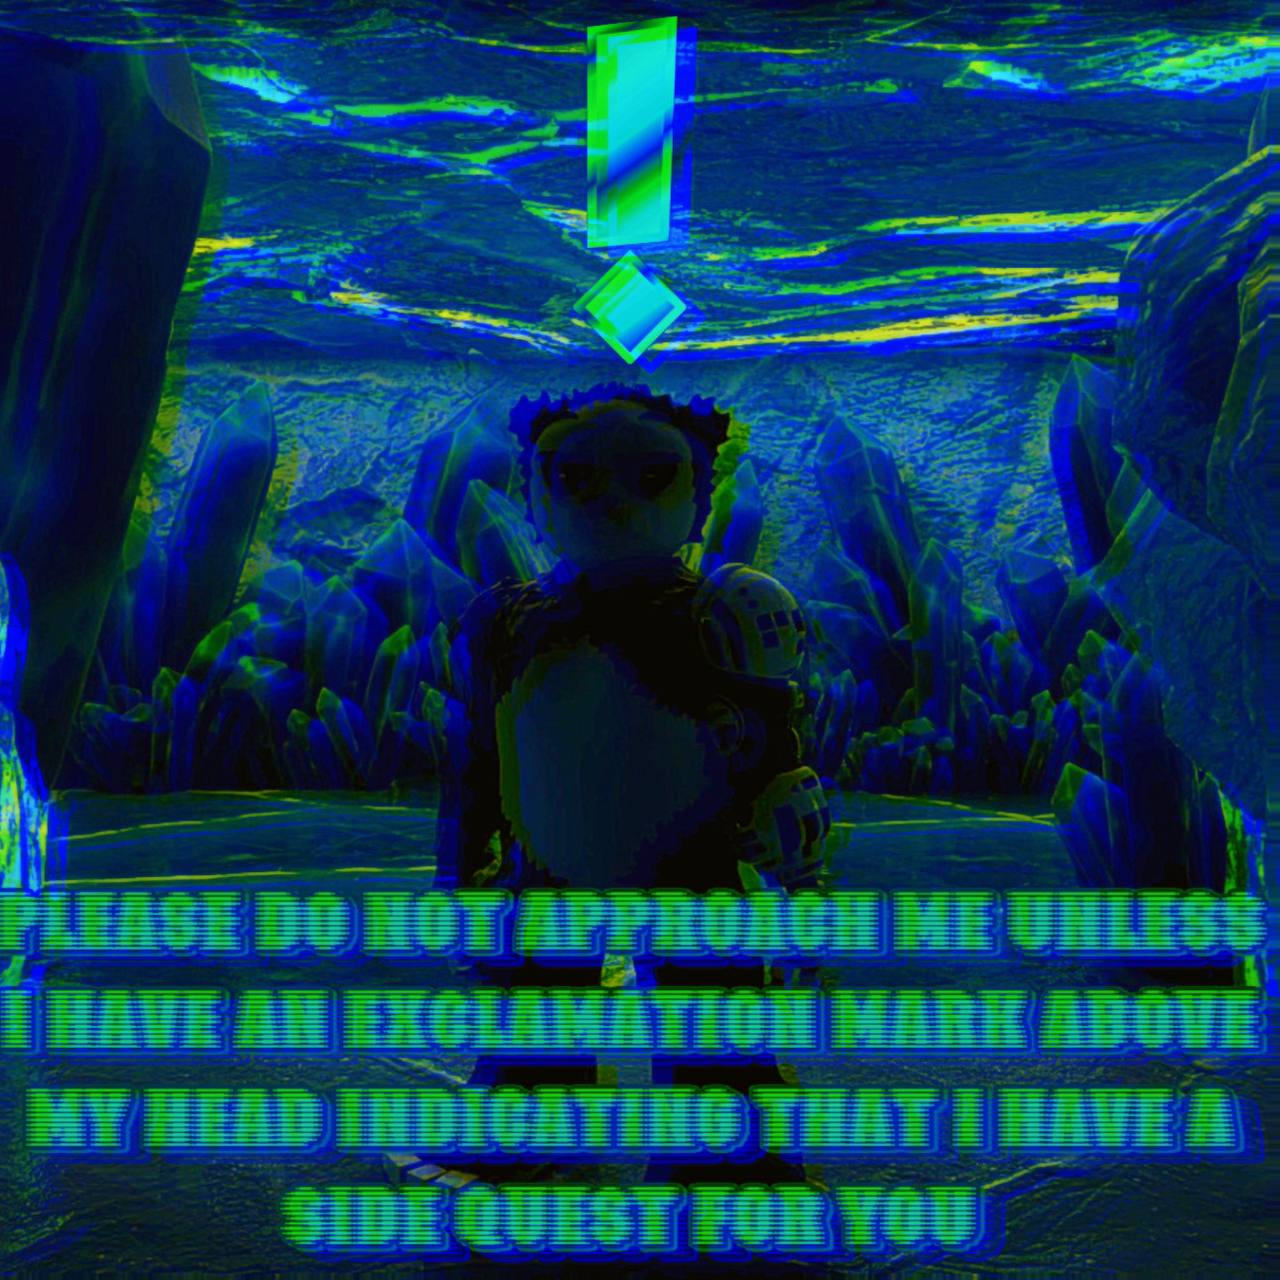 PLEASE DO NOT APPROACH ME UNLESS
I HAVE AN EXCLAMATION MARK ABOVE
MY HEAD INDICATING THAT I HAVE A
SIDE QUEST FOR YOU